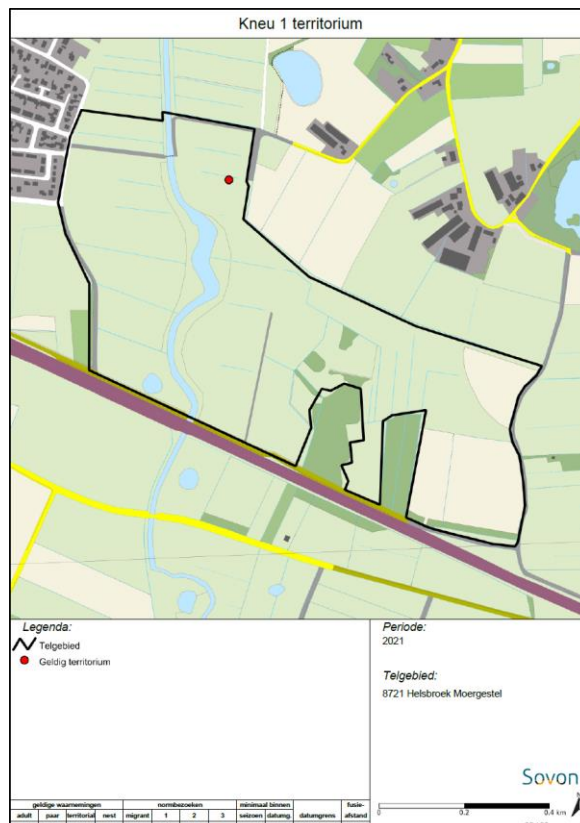 Kneu 1 territorium
Legenda:
Telgebied
Geldig territorium
Periode:
2021
Telgebied:
8721 Helsbroek Moergestel
Sovon
N
0 0.2 0.4 km
geldige waarnemingen normbezoeken minimaal binnen fusie-
adult paar territorial nest migrant 1 2 3 seizoen datumg. datumgrens afstand